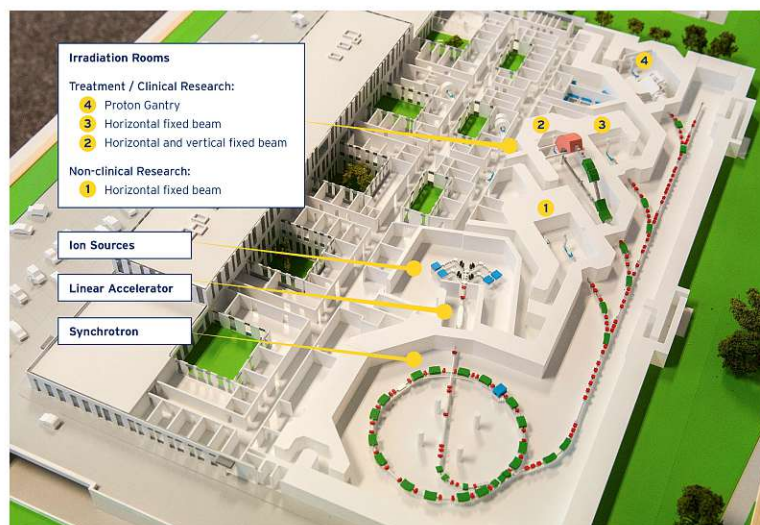 Irradiation Rooms
Treatment / Clinical Research:
4 Proton Gantry
3 Horizontal fixed beam
2 Horizontal and vertical fixed beam
Non-clinical Research:
1 Horizontal fixed beam
Ion Sources
Linear Accelerator
Synchrotron
4
2
3
1